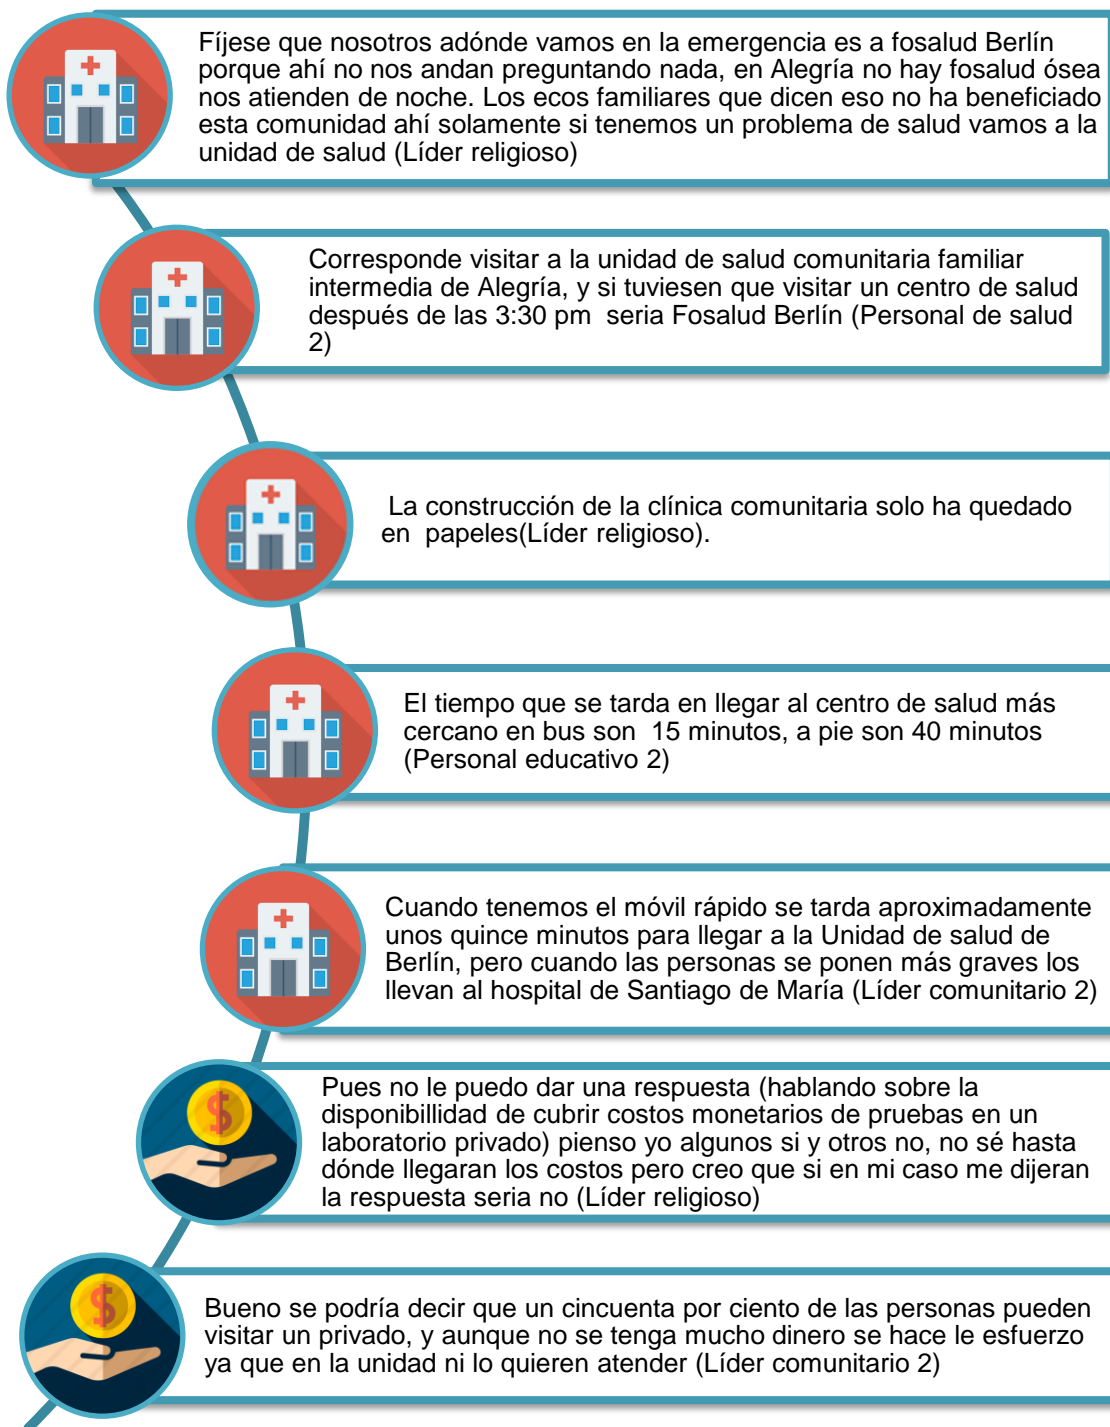 Fíjese que nosotros adónde vamos en la emergencia es a fosalud Berlín
porque ahí no nos andan preguntando nada, en Alegría no hay fosalud ósea
nos atienden de noche. Los ecos familiares que dicen eso no ha beneficiado
esta comunidad ahí solamente si tenemos un problema de salud vamos a la
unidad de salud (Líder religioso)
Corresponde visitar a la unidad de salud comunitaria familiar
intermedia de Alegría, y si tuviesen que visitar un centro de salud
después de las 3:30 pm seria Fosalud Berlín (Personal de salud
2)
La construcción de la clínica comunitaria solo ha quedado
en papeles(Líder religioso).
El tiempo que se tarda en llegar al centro de salud más
cercano en bus son 15 minutos, a pie son 40 minutos
(Personal educativo 2)
Cuando tenemos el móvil rápido se tarda aproximadamente
unos quince minutos para llegar a la Unidad de salud de
Berlín, pero cuando las personas se ponen más graves los
llevan al hospital de Santiago de María (Líder comunitario 2)
Pues no le puedo dar una respuesta (hablando sobre la
disponibillidad de cubrir costos monetarios de pruebas en un
laboratorio privado) pienso yo algunos si y otros no, no sé hasta
dónde llegaran los costos pero creo que si en mi caso me dijeran
la respuesta seria no (Líder religioso)
Bueno se podría decir que un cincuenta por ciento de las personas pueden
visitar un privado, y aunque no se tenga mucho dinero se hace le esfuerzo
ya que en la unidad ni lo quieren atender (Líder comunitario 2)